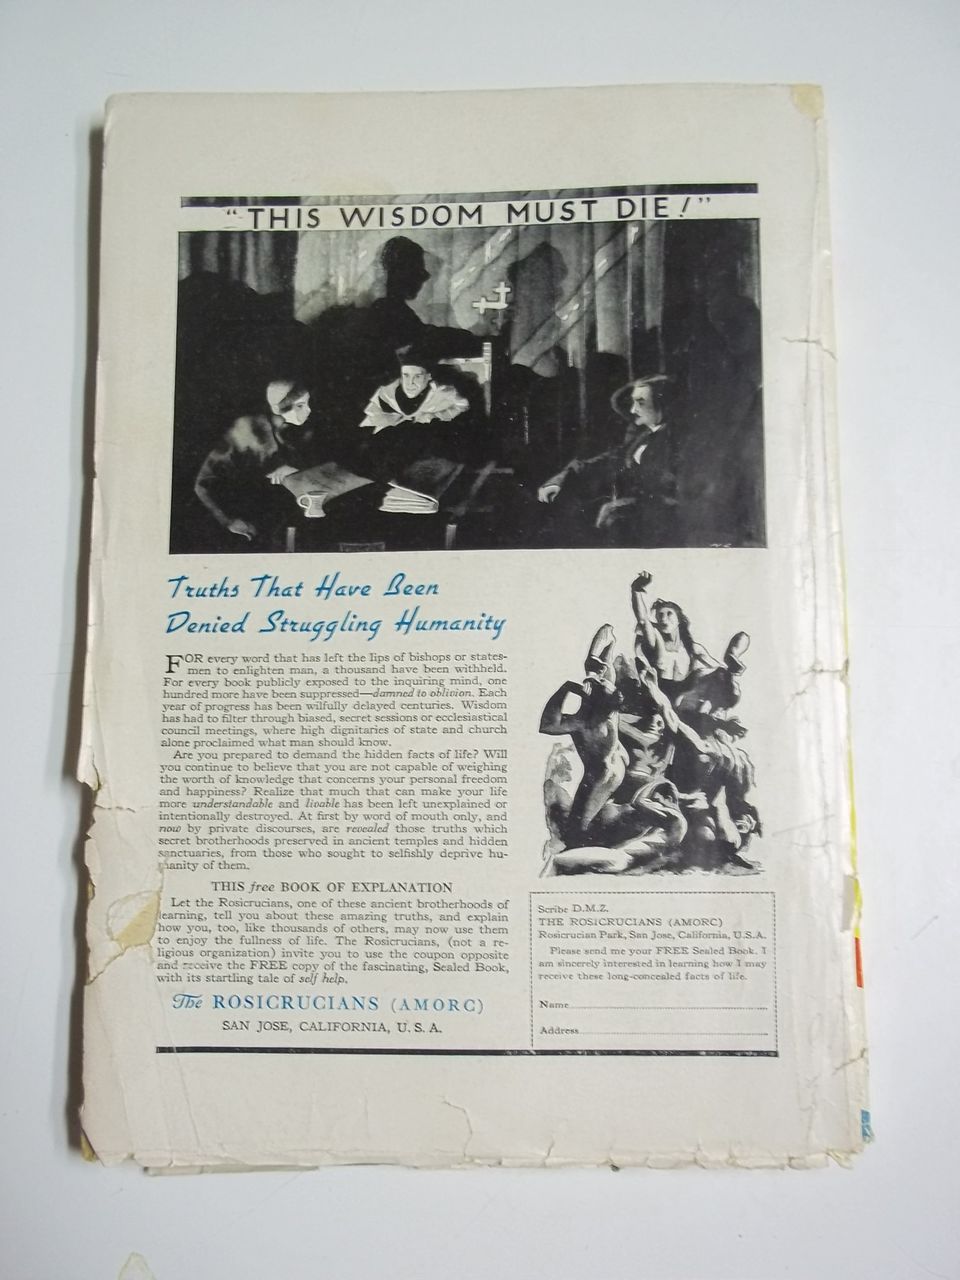 "THIS WISDOM MUST DIE!"
Truths That Have Been
Denied Struggling Humanity
FOR every word that has left the lips of bishops or states-
men to enlighten man, a thousand have been withheld.
For every book publicly exposed to the inquiring mind, one
hundred more have been suppressed—damned to oblivion. Each
year of progress has been wilfully delayed centuries. Wisdom
has had to filter through biased, secret sessions or ecclesiastical
council meetings, where high dignitaries of state and church
alone proclaimed what man should know.
Are you prepared to demand the hidden facts of life? Will
you continue to believe that you are not capable of weighing
the worth of knowledge that concerns your personal freedom
and happiness? Realize that much that can make your life
more understandable and livable has been left unexplained or
intentionally destroyed. At first by word of mouth only, and
now by private discourses, are revealed those truths which
secret brotherhoods preserved in ancient temples and hidden
sanctuaries, from those who sought to selfishly deprive hu-
manity of them.
THIS free BOOK OF EXPLANATION
Let the Rosicrucians, one of these ancient brotherhoods of
learning, tell you about these amazing truths, and explain
how you, too, like thousands of others, may now use them
to enjoy the fullness of life. The Rosicrucians, (not a re-
ligious organization) invite you to use the coupon opposite
and receive the FREE copy of the fascinating, Sealed Book,
with its startling tale of self help.
The ROSICRUCIANS (AMORC)
SAN JOSE, CALIFORNIA, U. S. A.
Scribe D.M.Z.
THE ROSICRUCIANS (AMORC)
Rosicrucian Park, San Jose, California, U.S.A.
Please send me your FREE Sealed Book. I
am sincerely interested in learning how I may
receive these long-concealed facts of life.
Name
Address